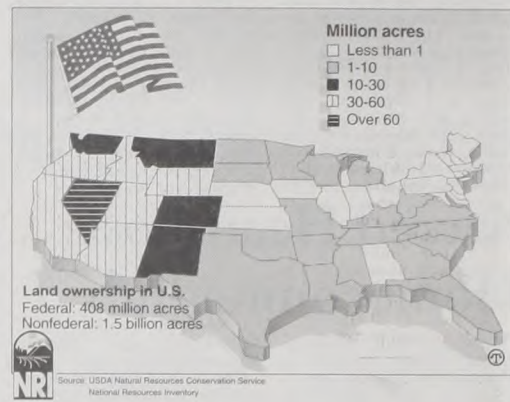 Million acres
Less than 1
1-10
10-30
30-60
Over 60
Land ownership in U.S.
Federal: 408 million acres
Nonfederal: 1.5 billion acres
NRI
Source: USDA Natural Resources Conservation Service
National Resources Inventory